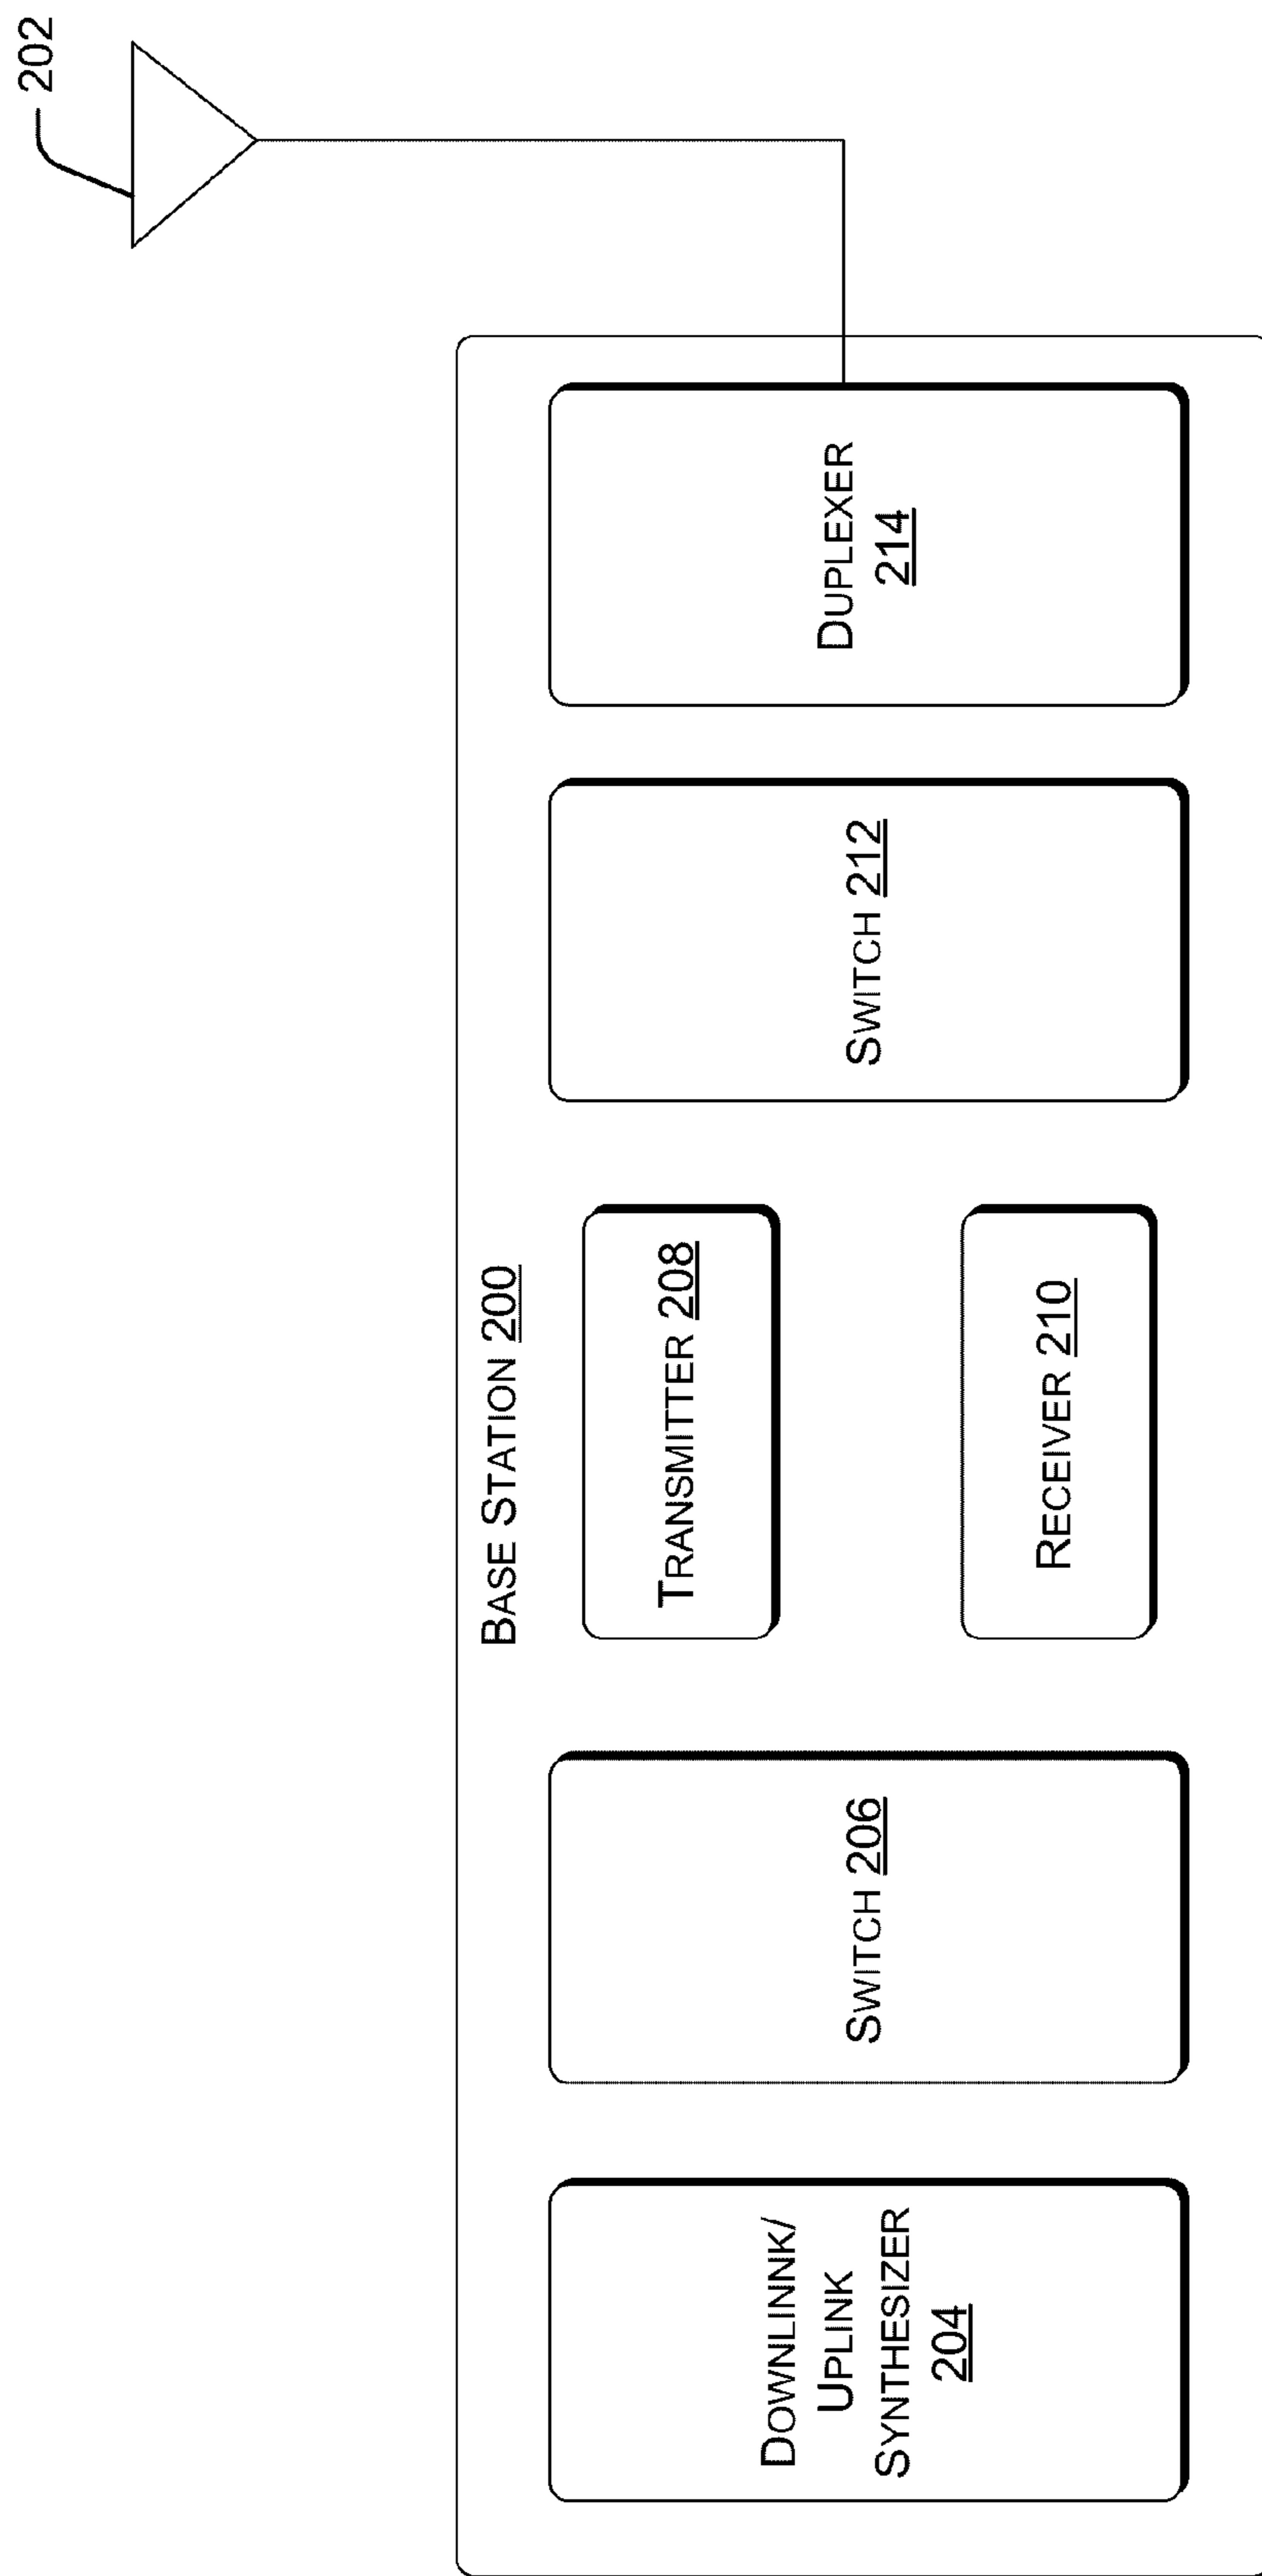 202
BASE STATION 200
DOWNLINNK/
UPLINK
SYNTHESIZER
204
SWITCH 206
TRANSMITTER 208
RECEIVER 210
SWITCH 212
DUPLEXER
214